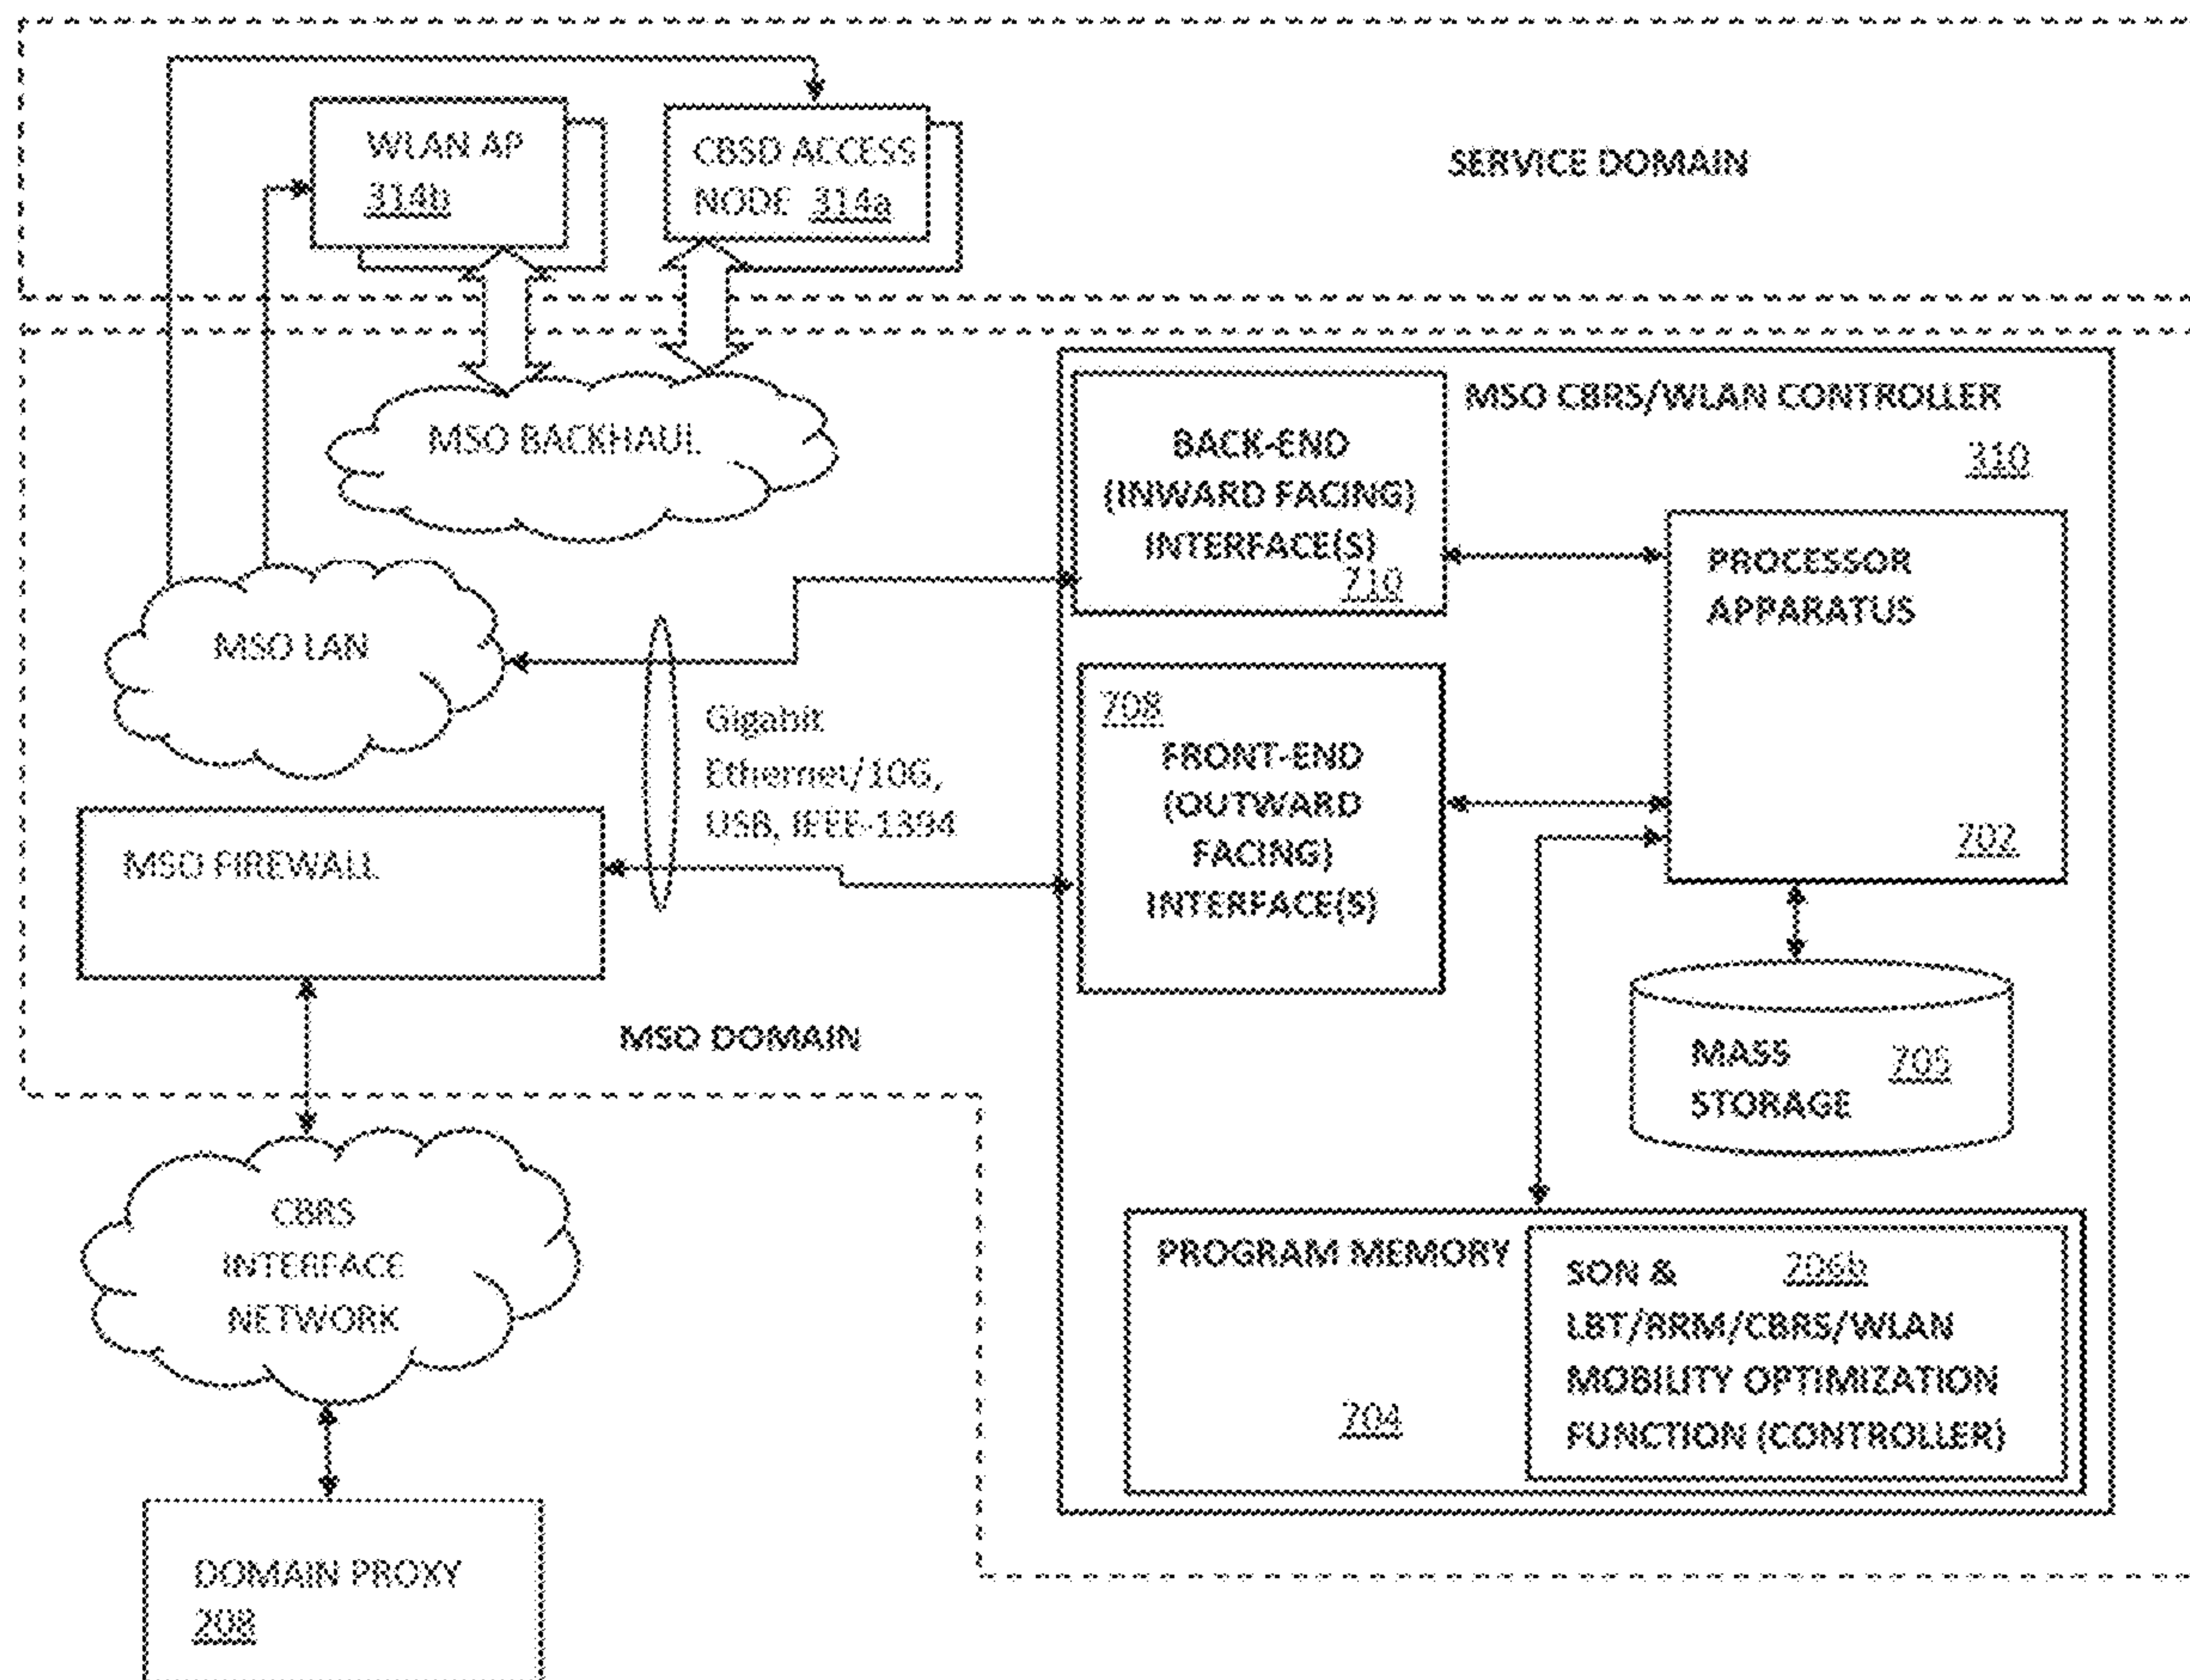 WLAN AP
314b
CBSD ACCESS
NODE 314a
SERVICE DOMAIN
MSO BACKHAUL
MSO CBRS/WLAN CONTROLLER
310
BACK-END
(INWARD FACING)
INTERFACE(S)
710
PROCESSOR
APPARATUS
702
MSO LAN
Gigabit
Ethernet/10G,
USB, IEEE-1394
708
FRONT-END
(OUTWARD
FACING)
INTERFACE(S)
MSO FIREWALL
MSO DOMAIN
MASS 705
STORAGE
CBRS
INTERFACE
NETWORK
PROGRAM MEMORY
704
SON & 706b
LBT/RRM/CBRS/WLAN
MOBILITY OPTIMIZATION
FUNCTION (CONTROLLER)
DOMAIN PROXY
208